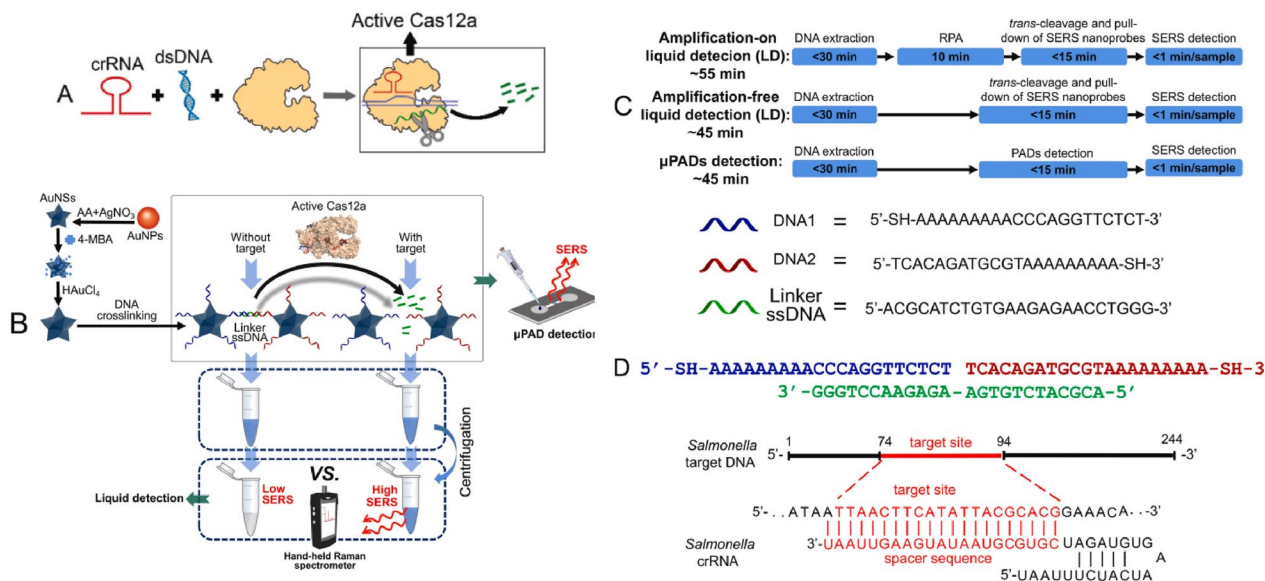 A
crRNA
+
dsDNA
+
Active Cas12a
B
AuNSs
AA+AgNO3
AuNPs
4-MBA
HAuCl4
DNA
crosslinking
Active Cas12a
Without
target
With
target
Linker
ssDNA
SERS
μPAD detection
Centrifugation
Liquid detection
Low
SERS
VS.
High
SERS
Hand-held Raman
spectrometer
C
Amplification-on
liquid detecion (LD):
~55 min
DNA extraction
<30 min
RPA
10 min
trans-cleavage and pull-
down of SERS nanoprobes
<15 min
SERS detection
<1 min/sample
Amplification-free
liquid detection (LD):
~45 min
DNA extraction
<30 min
trans-cleavage and pull-
down of SERS nanoprobes
<15 min
SERS detection
<1 min/sample
μPADs detection:
~45 min
DNA extraction
<30 min
PADs detection
<15 min
SERS detection
<1 min/sample
DNA1 = 5'-SH-AAAAAAAAACCCAGGTTCTCT-3'
DNA2 = 5'-TCACAGATGCGTAAAAAAAAA-SH-3'
Linker
ssDNA = 5'-ACGCATCTGTGAAGAGAACCTGGG-3'
D
5'-SH-AAAAAAAAACCCAGGTTCTCT TCACAGATGCGTAAAAAAAAA-SH-3
3'-GGGTCCAAGAGA-AGTGTCTACGCA-5'
Salmonella
target DNA
5'-
1
74
target site
94
244
-3'
target site
5'-. .ATAATTAACTTCATATTACGCACGGAAACA. .-3'
3'-UAAUUGAAGUAUAAUGCGUGCUAGAUGUG
spacer sequence
A
5'-UAAUUUCUACUA
Salmonella
crRNA